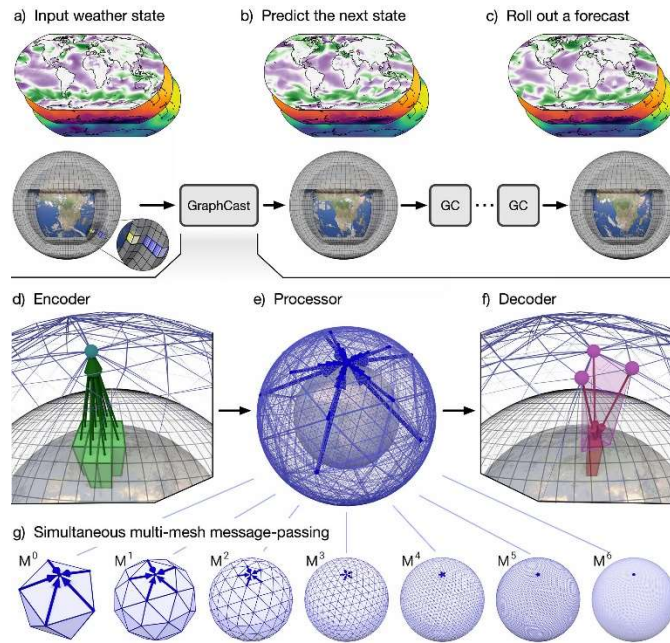 a) Input weather state
b) Predict the next state
c) Roll out a forecast
GraphCast
GC
...
GC
d) Encoder
e) Processor
f) Decoder
g) Simultaneous multi-mesh message-passing
M0
M1
M2
M3
M4
M5
M6